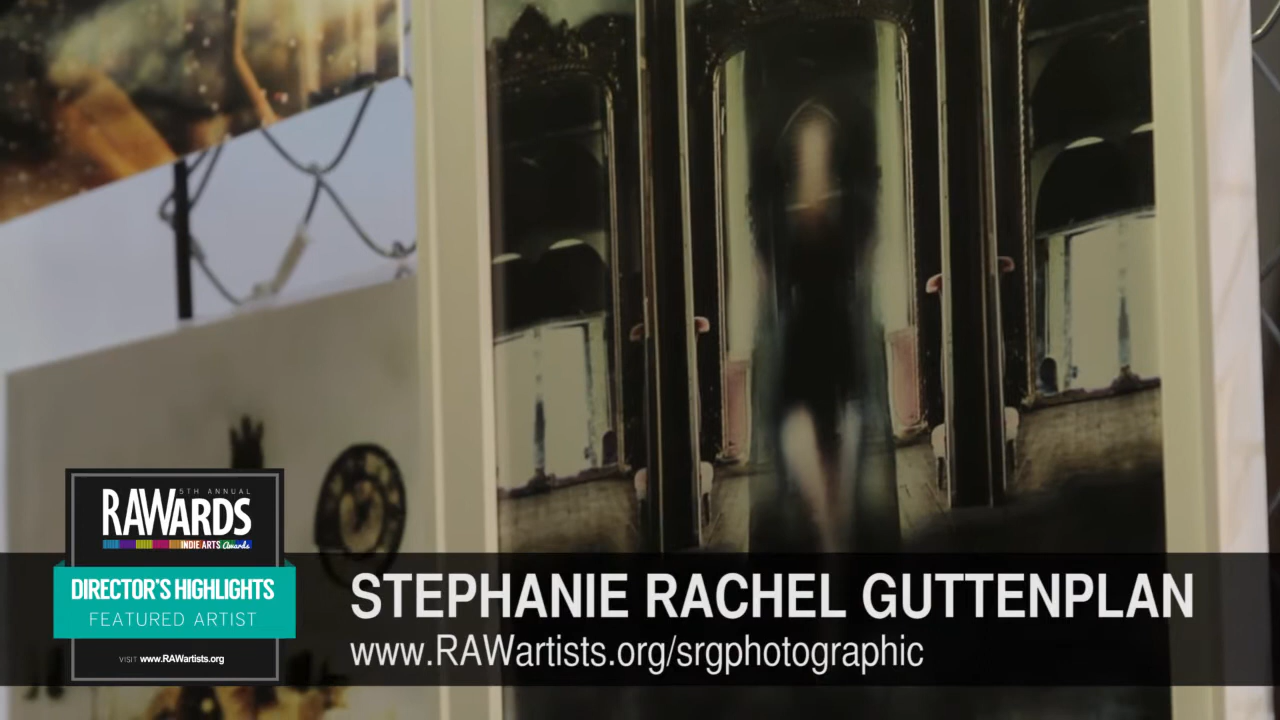 5TH ANNUAL
RAWARDS
INDIE ARTS Awards
DIRECTOR'S HIGHLIGHTS
FEATURED ARTIST
VISIT www.RAWartists.org
STEPHANIE RACHEL GUTTENPLAN
www.RAWartists.org/srgphotographic